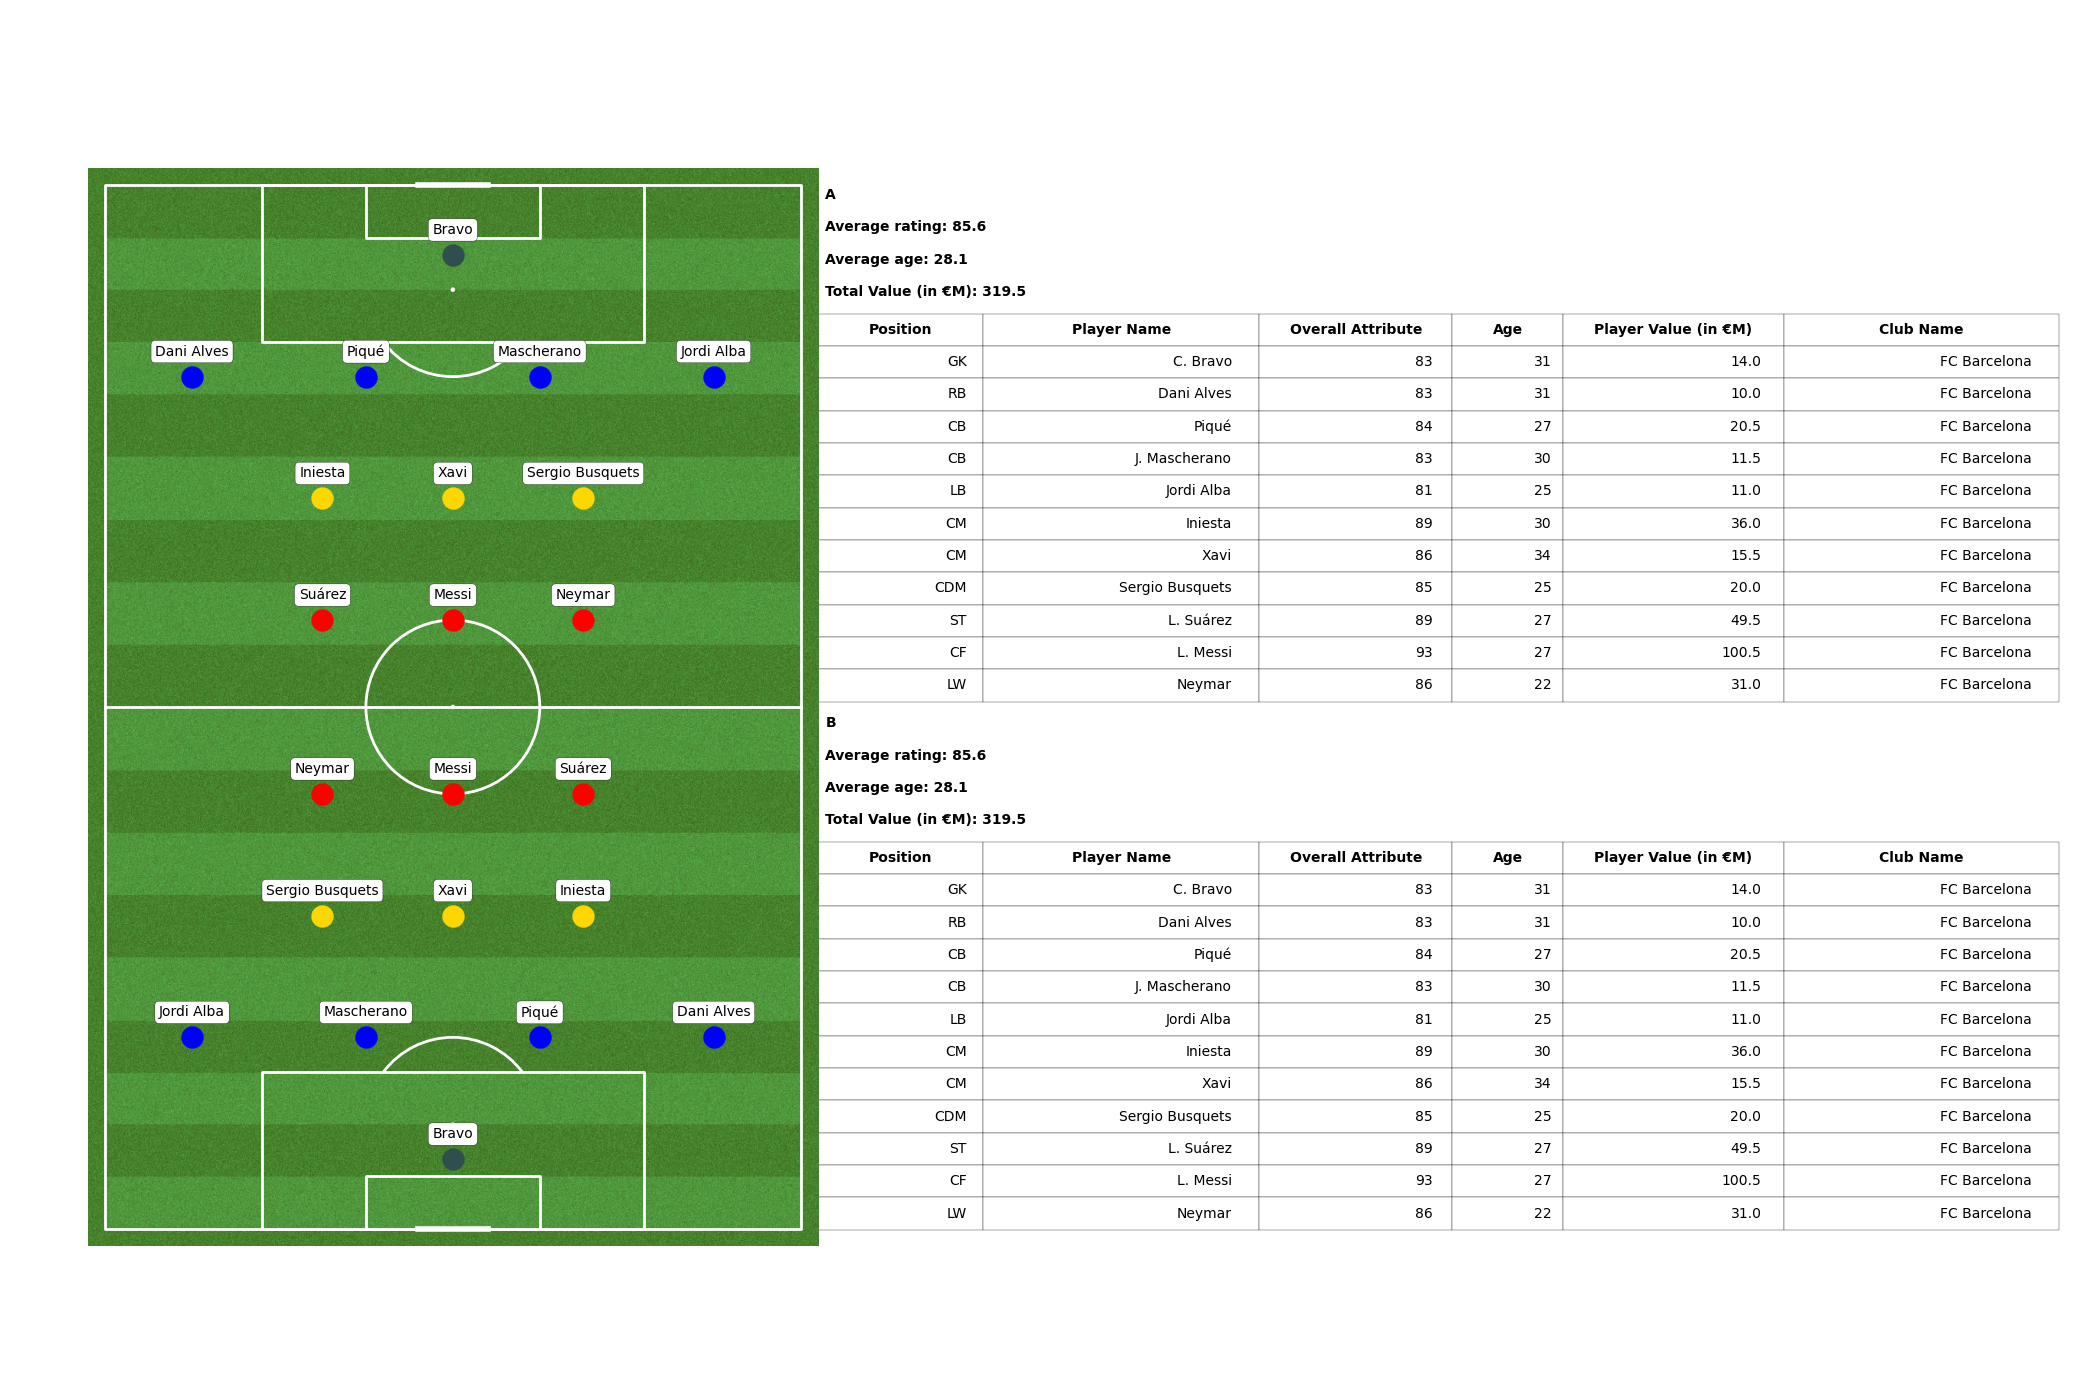 Bravo
Dani Alves Piqué Mascherano Jordi Alba
Iniesta Xavi Sergio Busquets
Suárez Messi Neymar
Neymar Messi Suárez
Sergio Busquets Xavi Iniesta
Jordi Alba Mascherano Piqué Dani Alves
Bravo
A
Average rating: 85.6
Average age: 28.1
Total Value (in €M): 319.5
Position Player Name Overall Attribute Age Player Value (in €M) Club Name
GK C. Bravo 83 31 14.0 FC Barcelona
RB Dani Alves 83 31 10.0 FC Barcelona
CB Piqué 84 27 20.5 FC Barcelona
CB J. Mascherano 83 30 11.5 FC Barcelona
LB Jordi Alba 81 25 11.0 FC Barcelona
CM Iniesta 89 30 36.0 FC Barcelona
CM Xavi 86 34 15.5 FC Barcelona
CDM Sergio Busquets 85 25 20.0 FC Barcelona
ST L. Suárez 89 27 49.5 FC Barcelona
CF L. Messi 93 27 100.5 FC Barcelona
LW Neymar 86 22 31.0 FC Barcelona
B
Average rating: 85.6
Average age: 28.1
Total Value (in €M): 319.5
Position Player Name Overall Attribute Age Player Value (in €M) Club Name
GK C. Bravo 83 31 14.0 FC Barcelona
RB Dani Alves 83 31 10.0 FC Barcelona
CB Piqué 84 27 20.5 FC Barcelona
CB J. Mascherano 83 30 11.5 FC Barcelona
LB Jordi Alba 81 25 11.0 FC Barcelona
CM Iniesta 89 30 36.0 FC Barcelona
CM Xavi 86 34 15.5 FC Barcelona
CDM Sergio Busquets 85 25 20.0 FC Barcelona
ST L. Suárez 89 27 49.5 FC Barcelona
CF L. Messi 93 27 100.5 FC Barcelona
LW Neymar 86 22 31.0 FC Barcelona